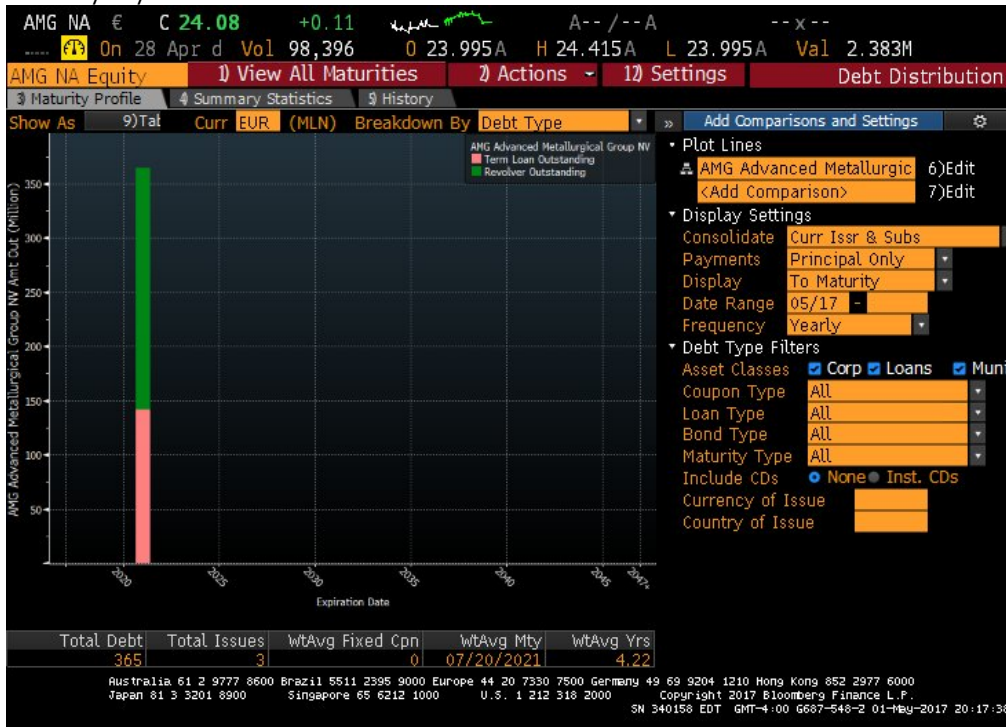 AMG NA € C 24.08 +0.11 A-- / --A -- x --
On 28 Apr d Vol 98,396 O 23.995A H 24.415A L 23.995A Val 2.383M
AMG NA Equity 1) View All Maturities 2) Actions 12) Settings Debt Distribution
3) Maturity Profile 4) Summary Statistics 5) History
Show As 9)Tab Curr EUR (MLN) Breakdown By Debt Type » Add Comparisons and Settings
AMG Advanced Metallurgical Group NV
Term Loan Outstanding
Revolver Outstanding
AMG Advanced Metallurgical Group NV Amt Out (Million)
350
300
250
200
150
100
50
2020 2025 2030 2035 2040 2045 2047+
Expiration Date
Plot Lines
AMG Advanced Metallurgic 6)Edit
<Add Comparison> 7)Edit
Display Settings
Consolidate Curr Issr & Subs
Payments Principal Only
Display To Maturity
Date Range 05/17 -
Frequency Yearly
Debt Type Filters
Asset Classes Corp Loans Muni
Coupon Type All
Loan Type All
Bond Type All
Maturity Type All
Include CDs None Inst. CDs
Currency of Issue
Country of Issue
Total Debt Total Issues WtAvg Fixed Cpn WtAvg Mty WtAvg Yrs
365 3 0 07/20/2021 4.22
Australia 61 2 9777 8600 Brazil 5511 2395 9000 Europe 44 20 7330 7500 Germany 49 69 9204 1210 Hong Kong 852 2977 6000
Japan 81 3 3201 8900 Singapore 65 6212 1000 U.S. 1 212 318 2000 Copyright 2017 Bloomberg Finance L.P.
SN 340158 EDT GMT-4:00 G687-548-2 01-May-2017 20:17:38